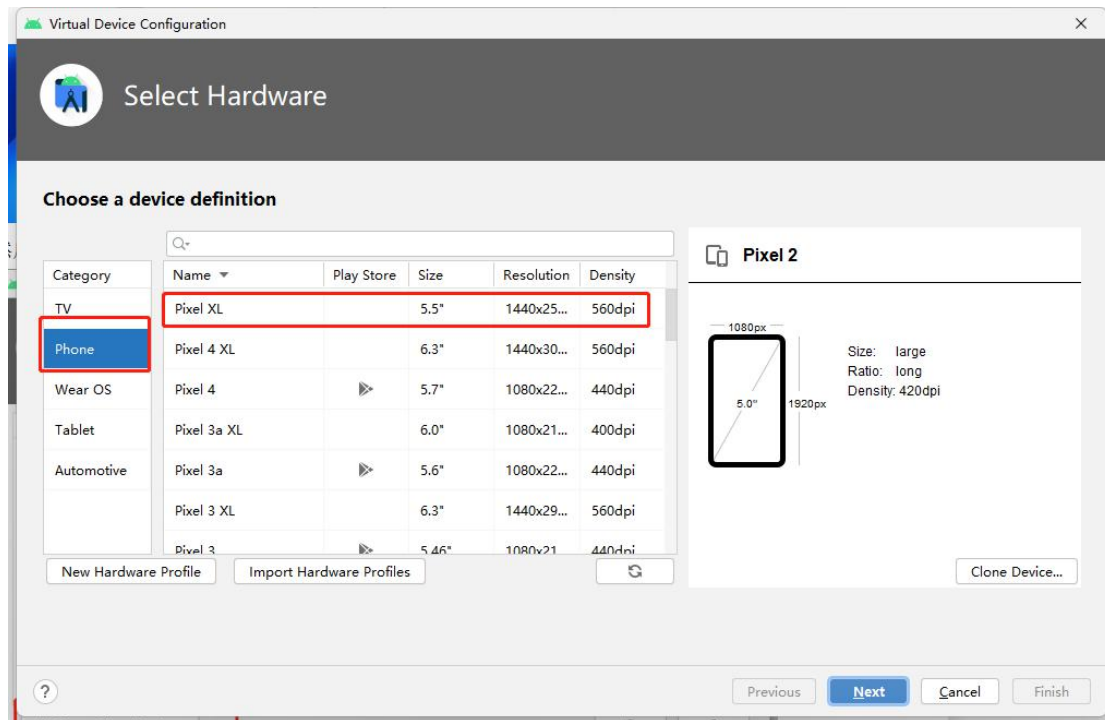 Virtual Device Configuration
Select Hardware
Choose a device definition
Category
TV
Phone
Wear OS
Tablet
Automotive
Name Play Store Size Resolution Density
Pixel XL 5.5" 1440x25... 560dpi
Pixel 4 XL 6.3" 1440x30... 560dpi
Pixel 4 5.7" 1080x22... 440dpi
Pixel 3a XL 6.0" 1080x21... 400dpi
Pixel 3a 5.6" 1080x22... 440dpi
Pixel 3 XL 6.3" 1440x29... 560dpi
Pixel 3 5.46" 1080x21... 440dpi
New Hardware Profile Import Hardware Profiles
Pixel 2
1080px
5.0"
1920px
Size: large
Ratio: long
Density: 420dpi
Clone Device...
? Previous Next Cancel Finish